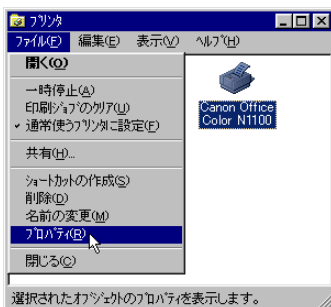 ﾌﾟﾘﾝﾀ
ﾌｧｲﾙ(F) 編集(E) 表示(V) ﾍﾙﾌﾟ(H)
開く(O)
一時停止(A)
印刷ｼﾞｮﾌﾞのｸﾘｱ(U)
通常使うﾌﾟﾘﾝﾀに設定(F)
共有(H)...
ｼｮｰﾄｶｯﾄの作成(S)
削除(D)
名前の変更(M)
ﾌﾟﾛﾊﾟﾃｨ(R)
閉じる(C)
Canon Office
Color N1100
選択されたｵﾌﾞｼﾞｪｸﾄのﾌﾟﾛﾊﾟﾃｨを表示します。